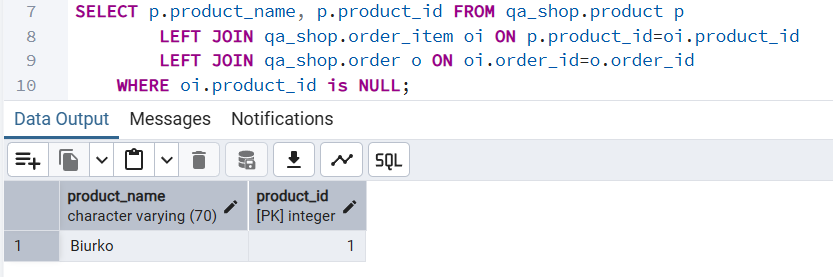 7 SELECT p.product_name, p.product_id FROM qa_shop.product p
8 LEFT JOIN qa_shop.order_item oi ON p.product_id=oi.product_id
9 LEFT JOIN qa_shop.order o ON oi.order_id=o.order_id
10 WHERE oi.product_id is NULL;
Data Output Messages Notifications
SQL
product_name product_id
character varying (70) [PK] integer
1 Biurko 1